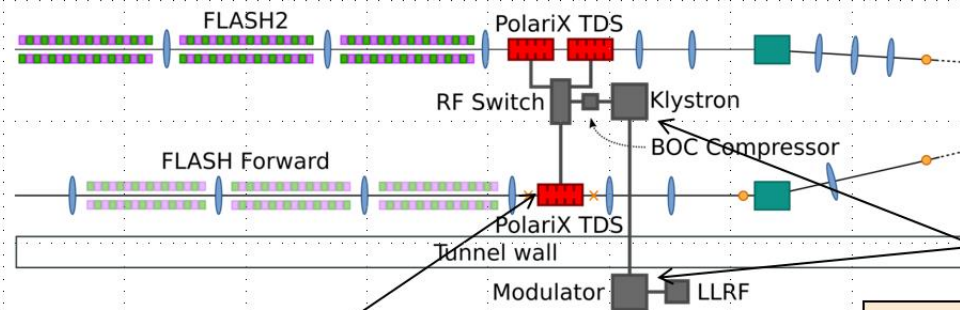 FLASH2
PolariX TDS
RF Switch
Klystron
BOC Compressor
FLASH Forward
PolariX TDS
Tunnel wall
Modulator
LLRF